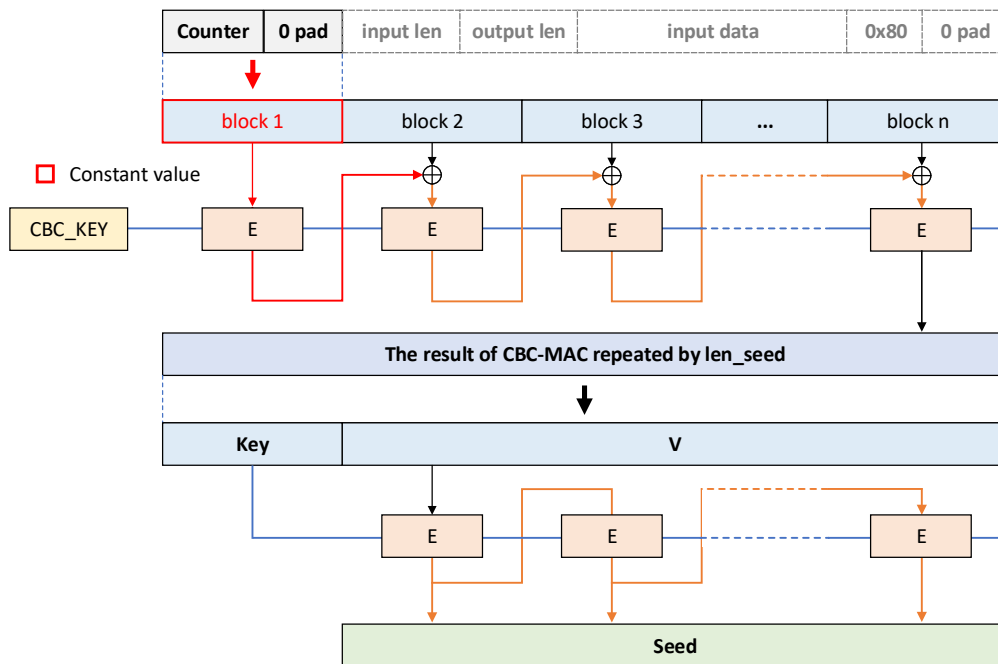 Counter 0 pad input len output len input data 0x80 0 pad
block 1 block 2 block 3 ... block n
Constant value
CBC_KEY E E E E
The result of CBC-MAC repeated by len_seed
Key V
E E E
Seed